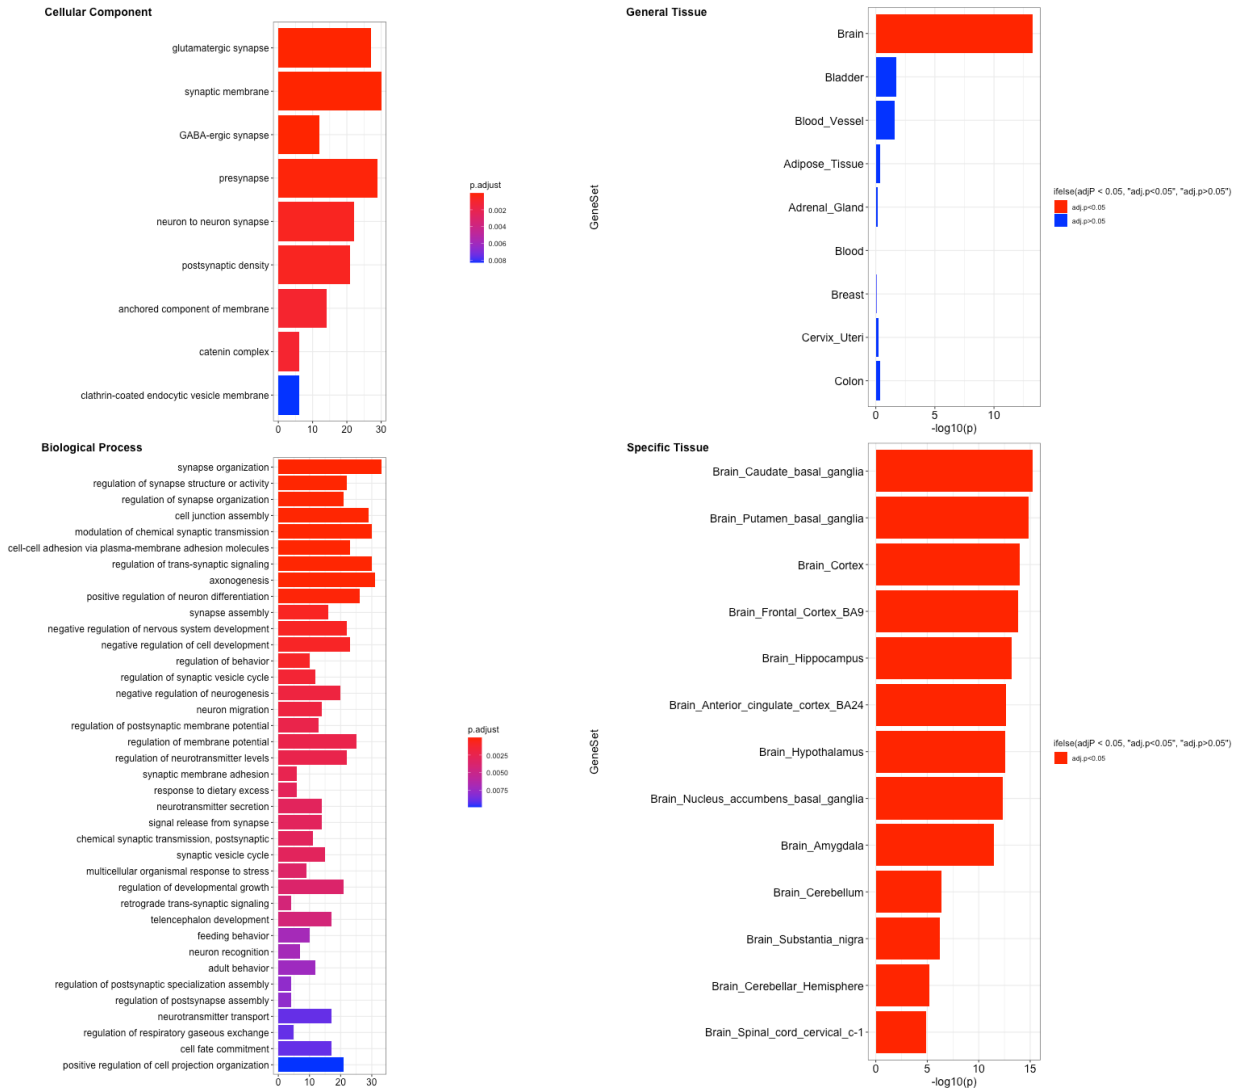 Cellular Component
glutamatergic synapse
synaptic membrane
GABA-ergic synapse
presynapse
neuron to neuron synapse
postsynaptic density
anchored component of membrane
catenin complex
clathrin-coated endocytic vesicle membrane
0 10 20 30
p.adjust
0.002
0.004
0.006
0.008
General Tissue
GeneSet
Brain
Bladder
Blood_Vessel
Adipose_Tissue
Adrenal_Gland
Blood
Breast
Cervix_Uteri
Colon
0 5 10
-log10(p)
ifelse(adjP < 0.05, "adj.p<0.05", "adj.p>0.05")
adj.p<0.05
adj.p>0.05
Biological Process
synapse organization
regulation of synapse structure or activity
regulation of synapse organization
cell junction assembly
modulation of chemical synaptic transmission
cell-cell adhesion via plasma-membrane adhesion molecules
regulation of trans-synaptic signaling
axonogenesis
positive regulation of neuron differentiation
synapse assembly
negative regulation of nervous system development
negative regulation of cell development
regulation of behavior
regulation of synaptic vesicle cycle
negative regulation of neurogenesis
neuron migration
regulation of postsynaptic membrane potential
regulation of membrane potential
regulation of neurotransmitter levels
synaptic membrane adhesion
response to dietary excess
neurotransmitter secretion
signal release from synapse
chemical synaptic transmission, postsynaptic
synaptic vesicle cycle
multicellular organismal response to stress
regulation of developmental growth
retrograde trans-synaptic signaling
telencephalon development
feeding behavior
neuron recognition
adult behavior
regulation of postsynaptic specialization assembly
regulation of postsynapse assembly
neurotransmitter transport
regulation of respiratory gaseous exchange
cell fate commitment
positive regulation of cell projection organization
0 10 20 30
p.adjust
0.0025
0.0050
0.0075
Specific Tissue
GeneSet
Brain_Caudate_basal_ganglia
Brain_Putamen_basal_ganglia
Brain_Cortex
Brain_Frontal_Cortex_BA9
Brain_Hippocampus
Brain_Anterior_cingulate_cortex_BA24
Brain_Hypothalamus
Brain_Nucleus_accumbens_basal_ganglia
Brain_Amygdala
Brain_Cerebellum
Brain_Substantia_nigra
Brain_Cerebellar_Hemisphere
Brain_Spinal_cord_cervical_c-1
0 5 10 15
-log10(p)
ifelse(adjP < 0.05, "adj.p<0.05", "adj.p>0.05")
adj.p<0.05